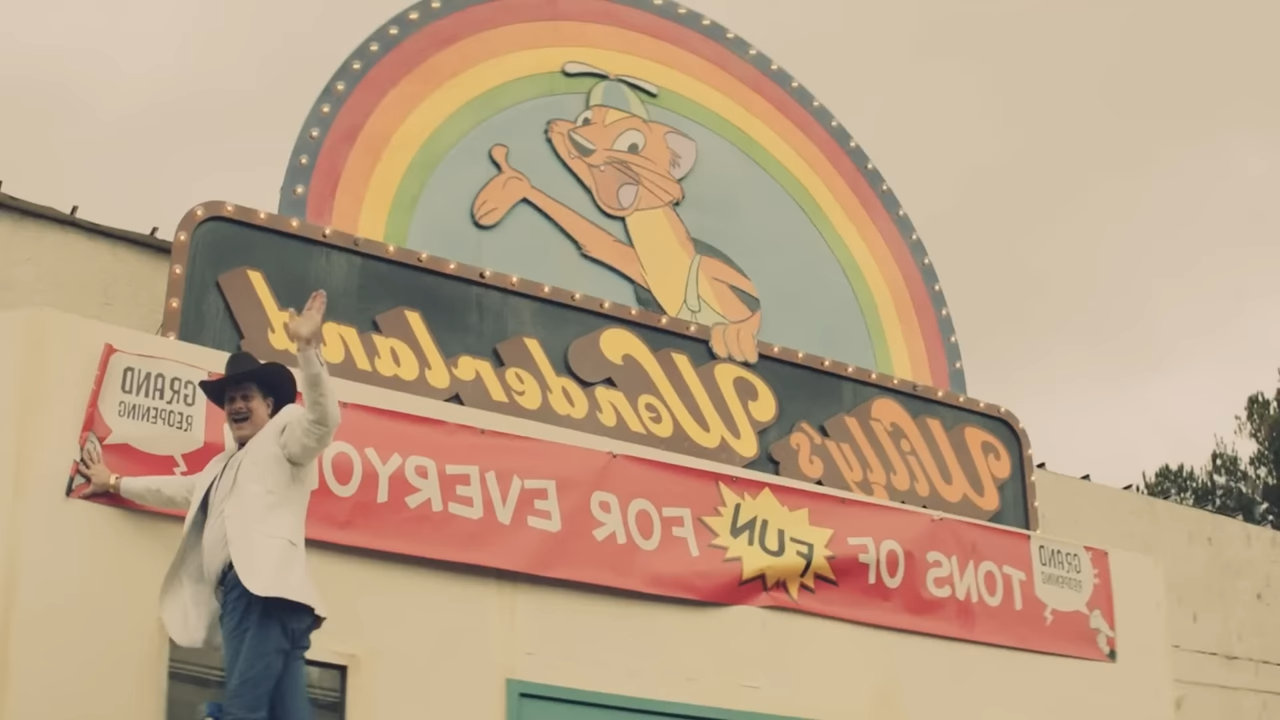 Willy's Wonderland
GRAND
REOPENING
TONS OF FUN FOR EVERYO
GRAND
REOPENING